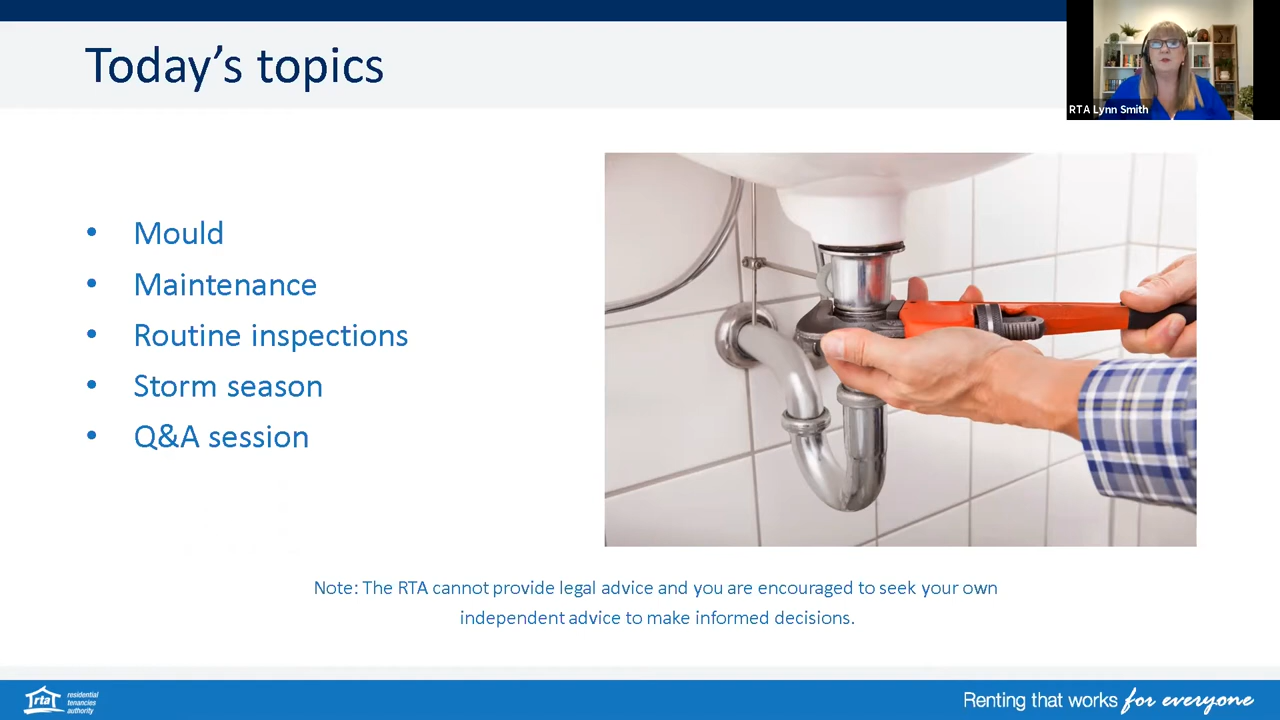 Today's topics
RTA Lynn Smith
• Mould
• Maintenance
• Routine inspections
• Storm season
• Q&A session
Note: The RTA cannot provide legal advice and you are encouraged to seek your own
independent advice to make informed decisions.
rta
residential
tenancies
authority
Renting that works for everyone